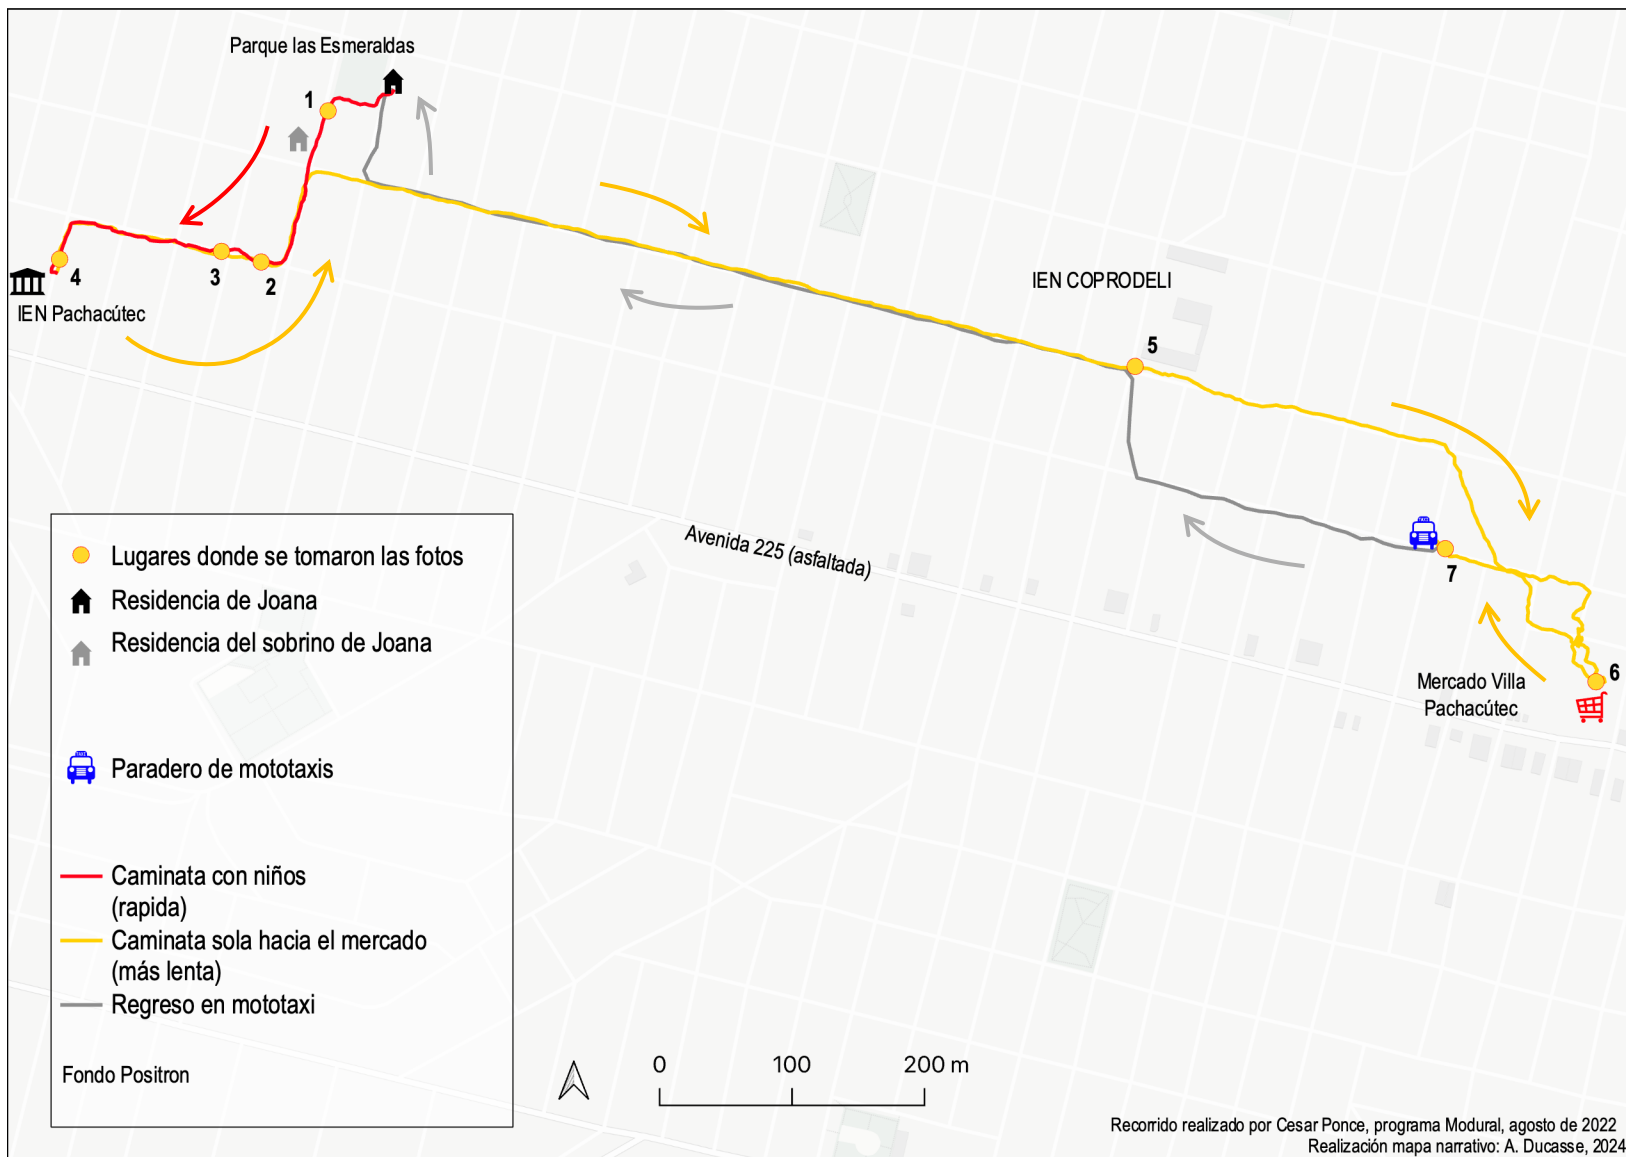 Parque las Esmeraldas
1
4
3
2
IEN Pachacútec
IEN COPRODELI
5
Avenida 225 (asfaltada)
7
6
Mercado Villa
Pachacútec
Lugares donde se tomaron las fotos
Residencia de Joana
Residencia del sobrino de Joana
Paradero de mototaxis
Caminata con niños
(rapida)
Caminata sola hacia el mercado
(más lenta)
Regreso en mototaxi
Fondo Positron
0 100 200 m
Recorrido realizado por Cesar Ponce, programa Modural, agosto de 2022
Realización mapa narrativo: A. Ducasse, 2024